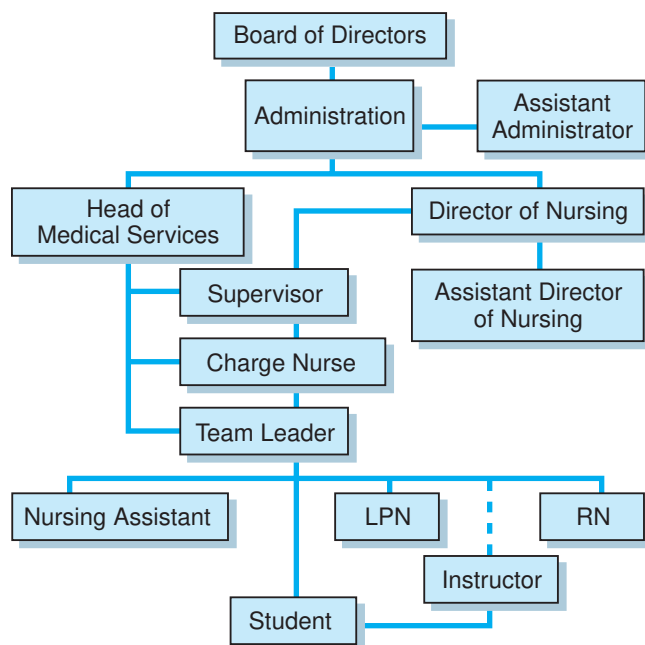 Board of Directors
Administration
Assistant
Administrator
Head of
Medical Services
Director of Nursing
Supervisor
Assistant Director
of Nursing
Charge Nurse
Team Leader
Nursing Assistant
LPN
RN
Instructor
Student